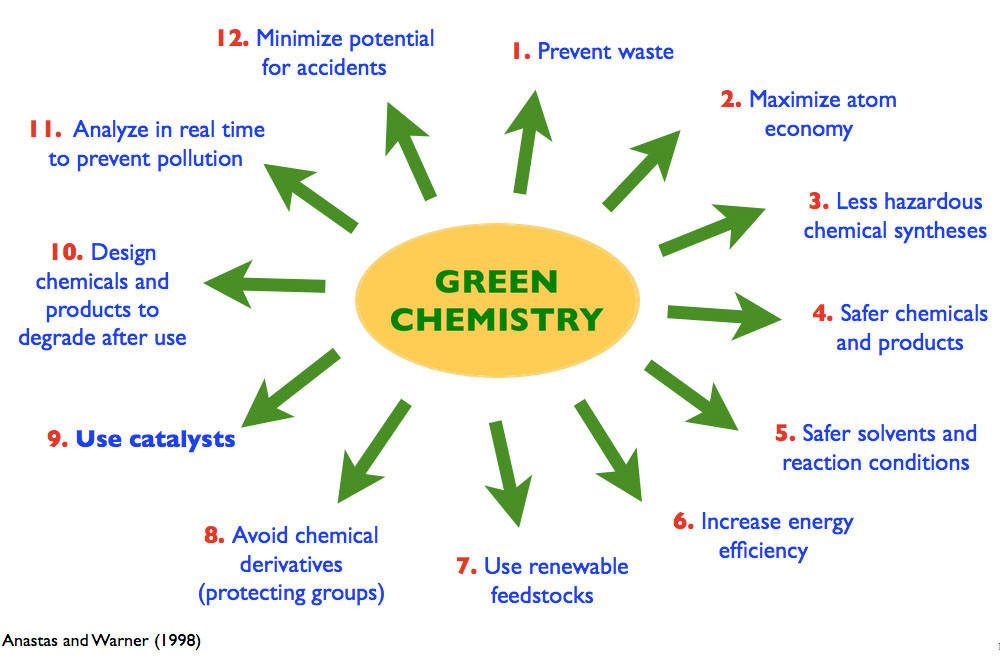 GREEN
CHEMISTRY
1. Prevent waste
2. Maximize atom
economy
3. Less hazardous
chemical syntheses
4. Safer chemicals
and products
5. Safer solvents and
reaction conditions
6. Increase energy
efficiency
7. Use renewable
feedstocks
8. Avoid chemical
derivatives
(protecting groups)
9. Use catalysts
10. Design
chemicals and
products to
degrade after use
11. Analyze in real time
to prevent pollution
12. Minimize potential
for accidents
Anastas and Warner (1998)